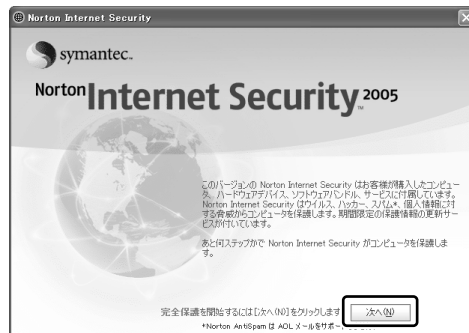 Norton Internet Security
symantec.
Norton Internet Security 2005
このバージョンの Norton Internet Security はお客様が購入したコンピュー
タ、ハードウェアデバイス、ソフトウェアバンドル、サービスに付属しています。
Norton Internet Security はウイルス、ハッカー、スパム*、個人情報に対
する脅威からコンピュータを保護します。期間限定の保護情報の更新サー
ビスが付いています。
あと何ステップかで Norton Internet Security がコンピュータを保護しま
す。
完全保護を開始するには[次へ(N)]をクリックします
次へ(N)
*Norton AntiSpam は AOL メールをサポー